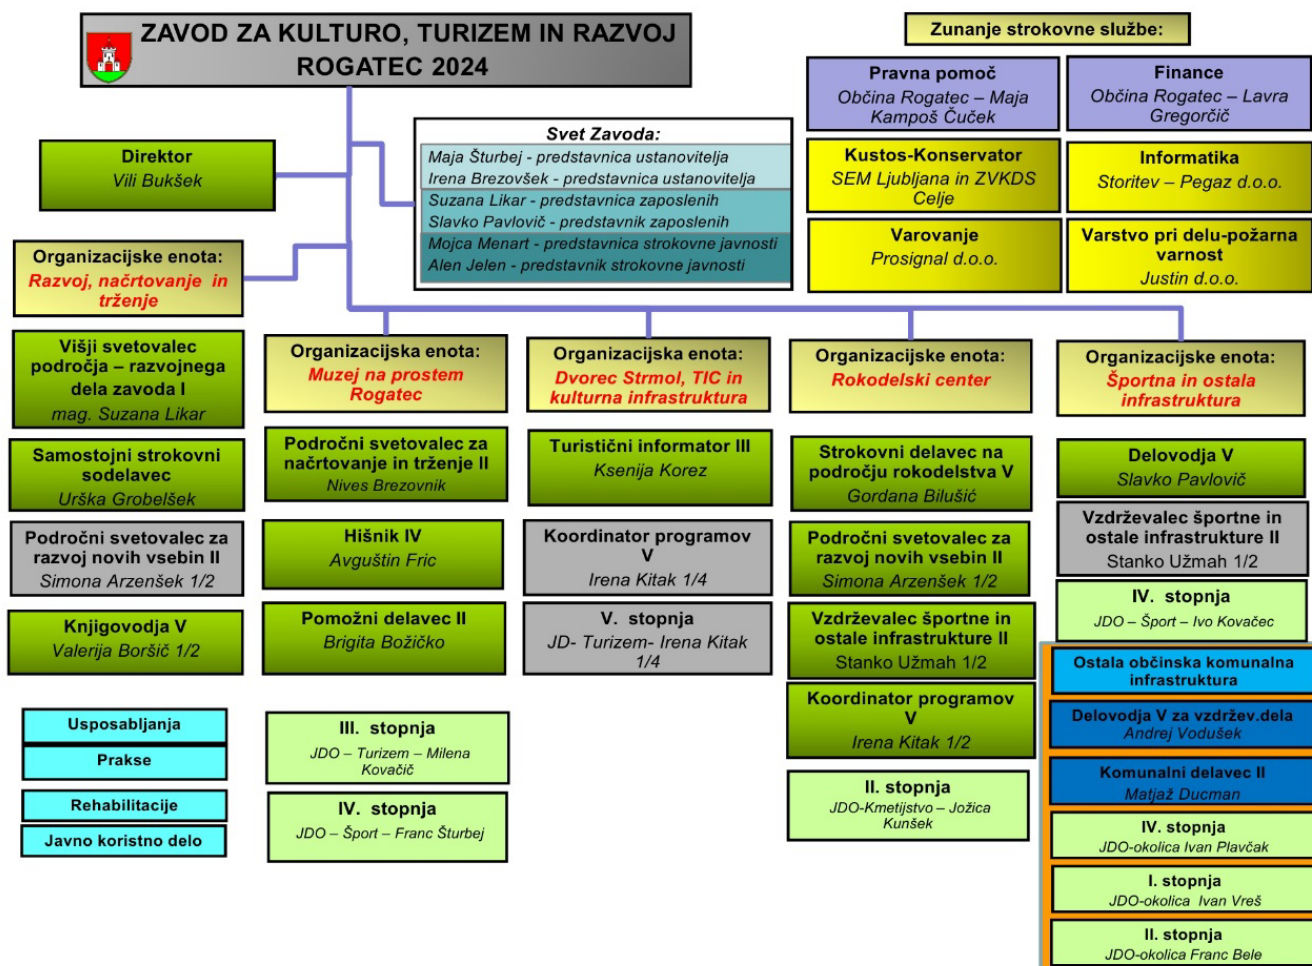 ZAVOD ZA KULTURO, TURIZEM IN RAZVOJ
ROGATEC 2024
Zunanje strokovne službe:
Pravna pomoč
Občina Rogatec – Maja
Kampoš Čuček
Finance
Občina Rogatec – Lavra
Gregorčič
Kustos-Konservator
SEM Ljubljana in ZVKDS
Celje
Informatika
Storitev – Pegaz d.o.o.
Varovanje
Prosignal d.o.o.
Varstvo pri delu-požarna
varnost
Justin d.o.o.
Direktor
Vili Bukšek
Svet Zavoda:
Maja Šturbej - predstavnica ustanovitelja
Irena Brezovšek - predstavnica ustanovitelja
Suzana Likar - predstavnica zaposlenih
Slavko Pavlovič - predstavnik zaposlenih
Mojca Menart - predstavnica strokovne javnosti
Alen Jelen - predstavnik strokovne javnosti
Organizacijske enota:
Razvoj, načrtovanje in
trženje
Višji svetovalec
področja – razvojnega
dela zavoda I
mag. Suzana Likar
Samostojni strokovni
sodelavec
Urška Grobelšek
Področni svetovalec za
razvoj novih vsebin II
Simona Arzenšek 1/2
Knjigovodja V
Valerija Boršič 1/2
Usposabljanja
Prakse
Rehabilitacije
Javno koristno delo
Organizacijska enota:
Muzej na prostem
Rogatec
Področni svetovalec za
načrtovanje in trženje II
Nives Brezovnik
Hišnik IV
Avguštin Fric
Pomožni delavec II
Brigita Božičko
III. stopnja
JDO – Turizem – Milena
Kovačič
IV. stopnja
JDO – Šport – Franc Šturbej
Organizacijska enota:
Dvorec Strmol, TIC in
kulturna infrastruktura
Turistični informator III
Ksenija Korez
Koordinator programov
V
Irena Kitak 1/4
V. stopnja
JD- Turizem- Irena Kitak
1/4
Organizacijske enota:
Rokodelski center
Strokovni delavec na
področju rokodelstva V
Gordana Bilušić
Področni svetovalec za
razvoj novih vsebin II
Simona Arzenšek 1/2
Vzdrževalec športne in
ostale infrastrukture II
Stanko Užmah 1/2
Koordinator programov
V
Irena Kitak 1/2
II. stopnja
JDO-Kmetijstvo – Jožica
Kunšek
Organizacijske enota:
Športna in ostala
infrastruktura
Delovodja V
Slavko Pavlovič
Vzdrževalec športne in
ostale infrastrukture II
Stanko Užmah 1/2
IV. stopnja
JDO – Šport – Ivo Kovačec
Ostala občinska komunalna
infrastruktura
Delovodja V za vzdržev.dela
Andrej Vodušek
Komunalni delavec II
Matjaž Ducman
IV. stopnja
JDO-okolica Ivan Plavčak
I. stopnja
JDO-okolica Ivan Vreš
II. stopnja
JDO-okolica Franc Bele